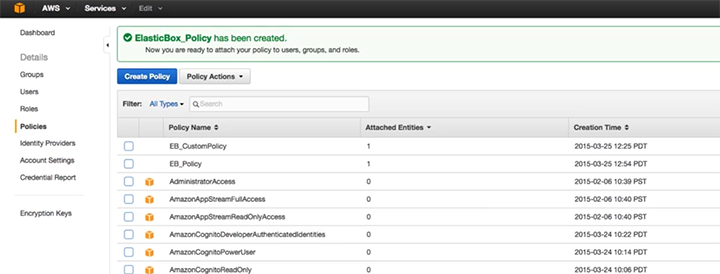 AWS Services Edit
Dashboard
Details
Groups
Users
Roles
Policies
Identity Providers
Account Settings
Credential Report
Encryption Keys
ElasticBox_Policy has been created.
Now you are ready to attach your policy to users, groups, and roles.
Create Policy Policy Actions
Filter: All Types Search
Policy Name Attached Entities Creation Time
EB_CustomPolicy 1 2015-03-25 12:25 PDT
EB_Policy 1 2015-03-25 12:54 PDT
AdministratorAccess 0 2015-02-06 10:39 PST
AmazonAppStreamFullAccess 0 2015-02-06 10:40 PST
AmazonAppStreamReadOnlyAccess 0 2015-02-06 10:40 PST
AmazonCognitoDeveloperAuthenticatedIdentities 0 2015-03-24 10:22 PDT
AmazonCognitoPowerUser 0 2015-03-24 10:14 PDT
AmazonCognitoReadOnly 0 2015-03-24 10:06 PDT